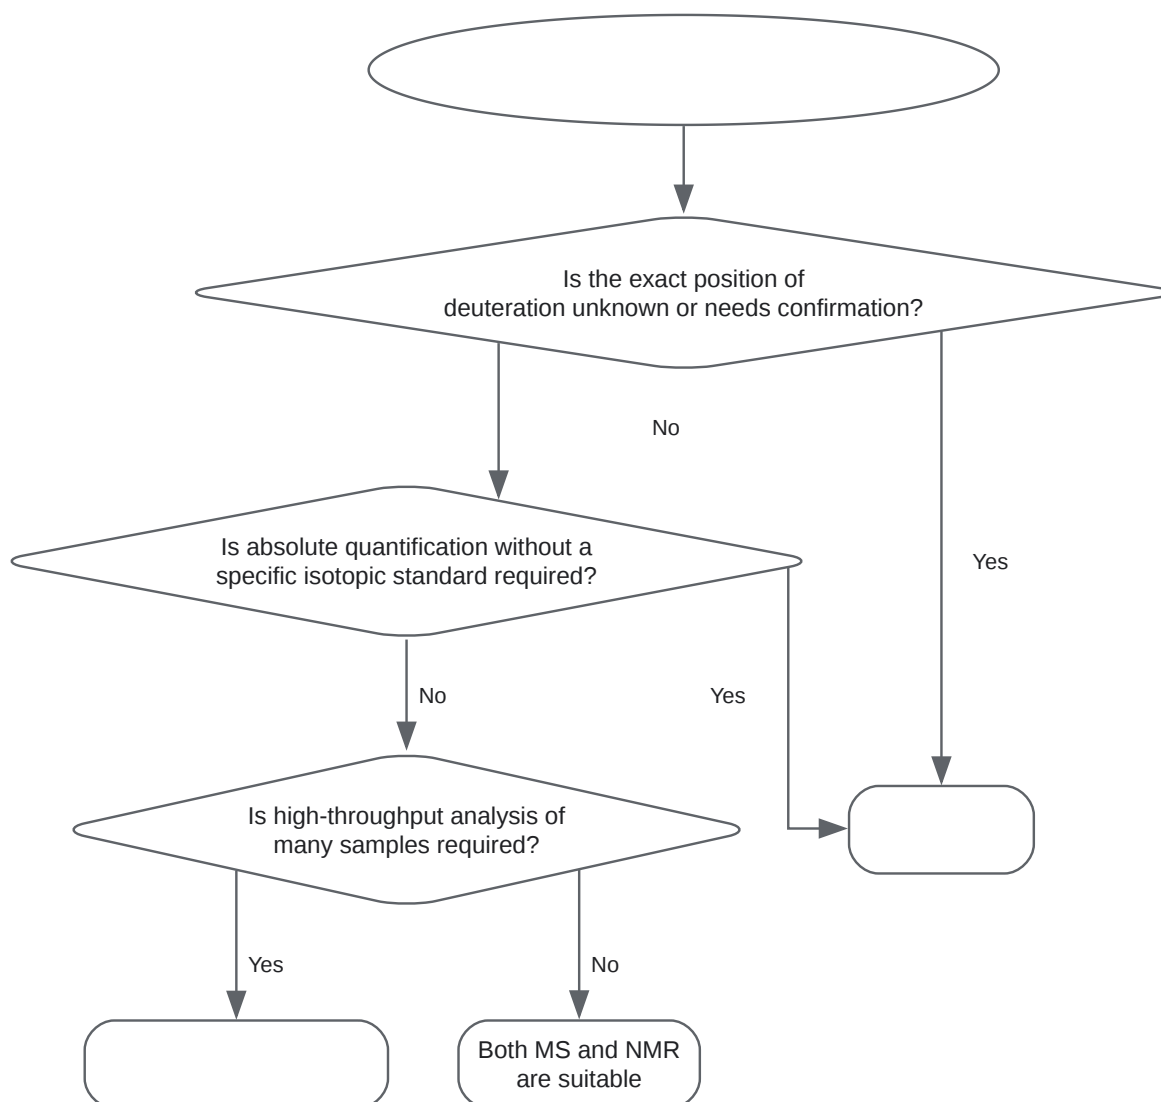 Is the exact position of
deuteration unknown or needs confirmation?
No
Is absolute quantification without a
specific isotopic standard required?
Yes
No
Yes
Is high-throughput analysis of
many samples required?
Yes
No
Both MS and NMR
are suitable